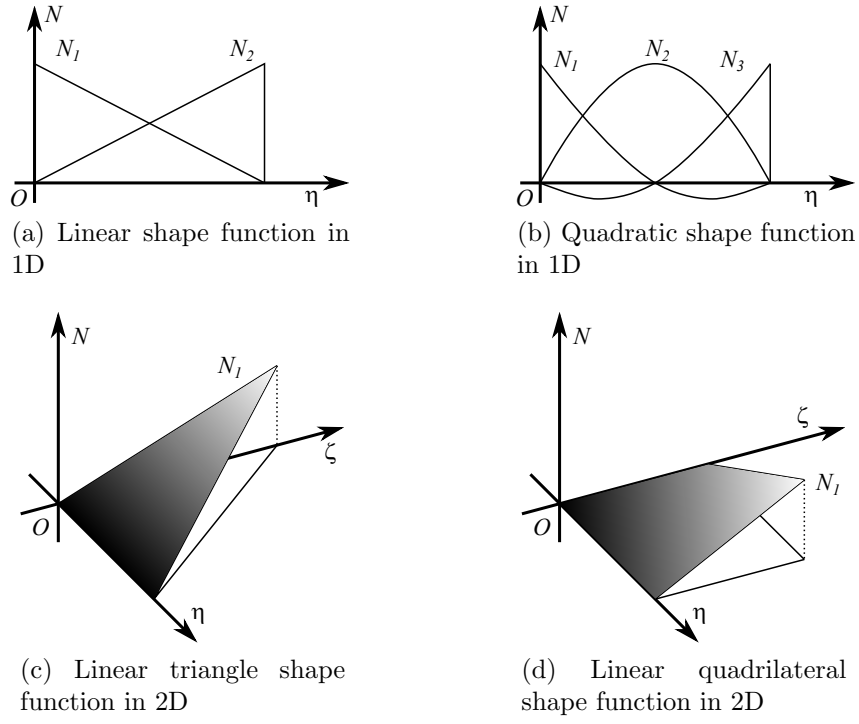 N
N
N1
N2
N1
N2
N3
O
η
O
η
(a) Linear shape function in
1D
(b) Quadratic shape function
in 1D
N
N1
ζ
O
η
N
ζ
N1
O
η
(c) Linear triangle shape
function in 2D
(d) Linear quadrilateral
shape function in 2D